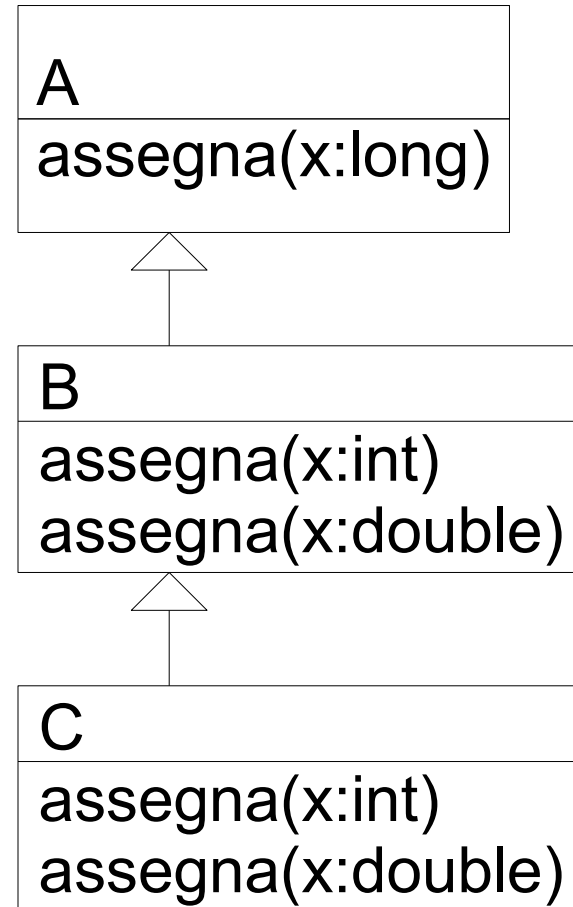 A
assegna(x:long)
B
assegna(x:int)
assegna(x:double)
C
assegna(x:int)
assegna(x:double)